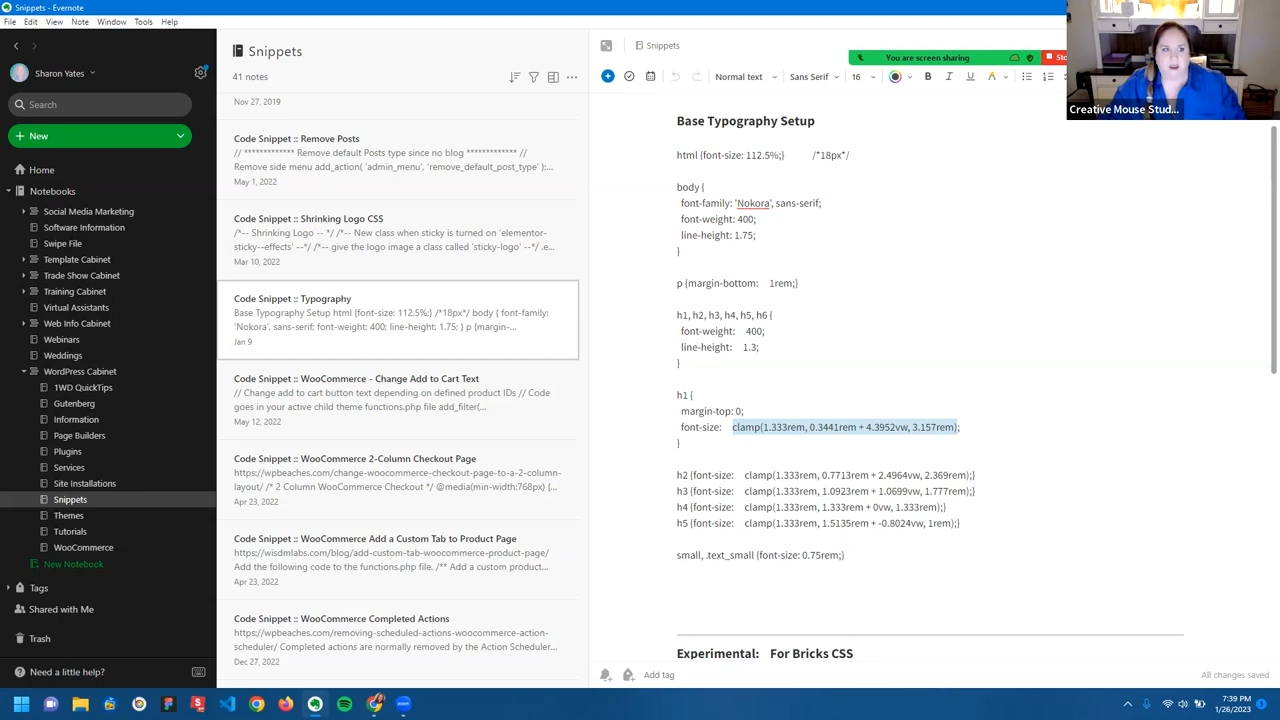 Snippets - Evernote
File Edit View Note Window Tools Help
Sharon Yates
Search
New
Home
Notebooks
Social Media Marketing
Software Information
Swipe File
Template Cabinet
Trade Show Cabinet
Training Cabinet
Virtual Assistants
Web Info Cabinet
Webinars
Weddings
WordPress Cabinet
1WD QuickTips
Gutenberg
Information
Page Builders
Plugins
Services
Site Installations
Snippets
Themes
Tutorials
WooCommerce
New Notebook
Tags
Shared with Me
Trash
Need a little help?
Snippets
41 notes
Nov 27, 2019
Code Snippet :: Remove Posts
// ************* Remove default Posts type since no blog ************* //
Remove side menu add_action( 'admin_menu', 'remove_default_post_type' );...
May 1, 2022
Code Snippet :: Shrinking Logo CSS
/*-- Shrinking Logo -- */ /*-- New class when sticky is turned on 'elementor-
sticky--effects' --*/ /*-- give the logo image a class called 'sticky-logo' --*/ .e...
Mar 10, 2022
Code Snippet :: Typography
Base Typography Setup html {font-size: 112.5%;} /*18px*/ body { font-family:
'Nokora', sans-serif; font-weight: 400; line-height: 1.75; } p {margin-...
Jan 9
Code Snippet :: WooCommerce - Change Add to Cart Text
// Change add to cart button text depending on defined product IDs // Code
goes in your active child theme functions.php file add_filter(...
May 12, 2022
Code Snippet :: WooCommerce 2-Column Checkout Page
https://wpbeaches.com/change-woocommerce-checkout-page-to-a-2-column-
layout/ /* 2 Column WooCommerce Checkout */ @media(min-width:768px) {...
Apr 23, 2022
Code Snippet :: WooCommerce Add a Custom Tab to Product Page
https://wisdmlabs.com/blog/add-custom-tab-woocommerce-product-page/
Add the following code to the functions.php file. /** Add a custom product...
Apr 23, 2022
Code Snippet :: WooCommerce Completed Actions
https://wpbeaches.com/removing-scheduled-actions-woocommerce-action-
scheduler/ Completed actions are normally removed by the Action Scheduler...
Dec 27, 2022
Snippets
You are screen sharing
Normal text Sans Serif 16 B I U A
Creative Mouse Stud...
Base Typography Setup
html {font-size: 112.5%;} /*18px*/
body {
font-family: 'Nokora', sans-serif;
font-weight: 400;
line-height: 1.75;
}
p {margin-bottom: 1rem;}
h1, h2, h3, h4, h5, h6 {
font-weight: 400;
line-height: 1.3;
}
h1 {
margin-top: 0;
font-size: clamp(1.333rem, 0.3441rem + 4.3952vw, 3.157rem);
}
h2 {font-size: clamp(1.333rem, 0.7713rem + 2.4964vw, 2.369rem);}
h3 {font-size: clamp(1.333rem, 1.0923rem + 1.0699vw, 1.777rem);}
h4 {font-size: clamp(1.333rem, 1.333rem + 0vw, 1.333rem);}
h5 {font-size: clamp(1.333rem, 1.5135rem + -0.8024vw, 1rem);}
small, .text_small {font-size: 0.75rem;}
Experimental: For Bricks CSS
Add tag
All changes saved
7:39 PM
1/26/2023